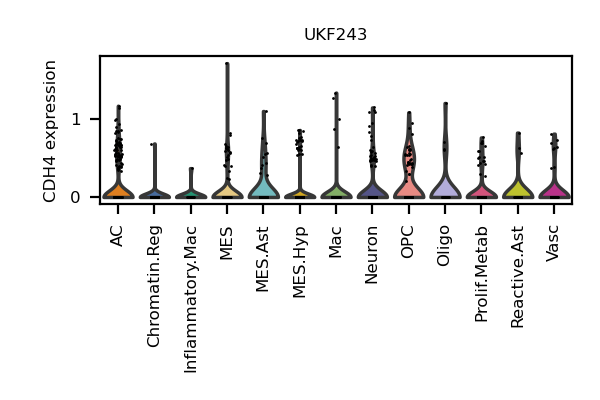 UKF243
CDH4 expression
1
0
AC
Chromatin.Reg
Inflammatory.Mac
MES
MES.Ast
MES.Hyp
Mac
Neuron
OPC
Oligo
Prolif.Metab
Reactive.Ast
Vasc